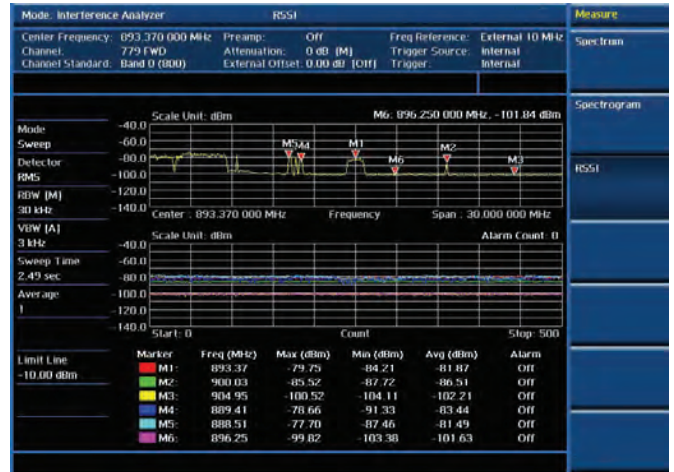 Mode: Interference Analyzer RSSI Measure
Center Frequency: 893.370 000 MHz Preamp: Off Freq Reference: External 10 MHz
Channel: 779 FWD Attenuation: 0 dB [M] Trigger Source: Internal
Channel Standard: Band 0 (800) External Offset: 0.00 dB [Off] Trigger: Internal
Spectrum
Spectrogram
RSSI
Mode
Sweep
Detector
RMS
RBW [M]
30 kHz
VBW [A]
3 kHz
Sweep Time
2.49 sec
Average
1
Limit Line
-10.00 dBm
Scale Unit: dBm M6: 896.250 000 MHz, -101.84 dBm
-40.0
-60.0
-80.0
-100.0
-120.0
-140.0
M5 M4 M1 M6 M2 M3
Center : 893.370 000 MHz Frequency Span : 30.000 000 MHz
Scale Unit: dBm Alarm Count: 0
-40.0
-60.0
-80.0
-100.0
-120.0
-140.0
Start: 0 Count Stop: 500
Marker Freq (MHz) Max (dBm) Min (dBm) Avg (dBm) Alarm
M1: 893.37 -79.75 -84.21 -81.87 Off
M2: 900.03 -85.52 -87.72 -86.51 Off
M3: 904.95 -100.52 -104.11 -102.21 Off
M4: 889.41 -78.66 -91.33 -83.44 Off
M5: 888.51 -77.70 -87.46 -81.49 Off
M6: 896.25 -99.82 -103.38 -101.63 Off